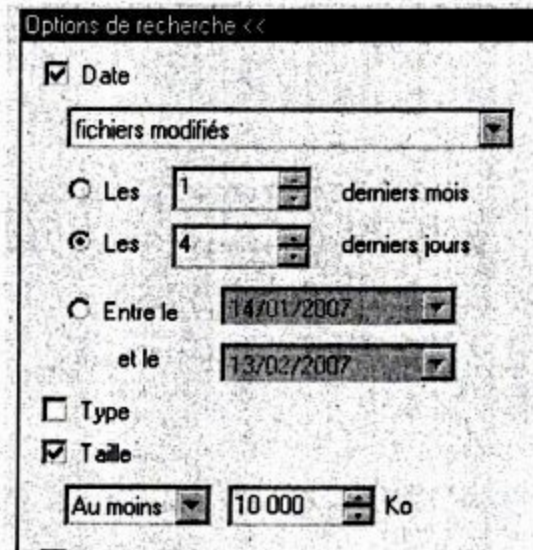 Options de recherche <<
Date
fichiers modifiés
Les 1 derniers mois
Les 4 derniers jours
Entre le 14/01/2007
et le 13/02/2007
Type
Taille
Au moins 10 000 Ko